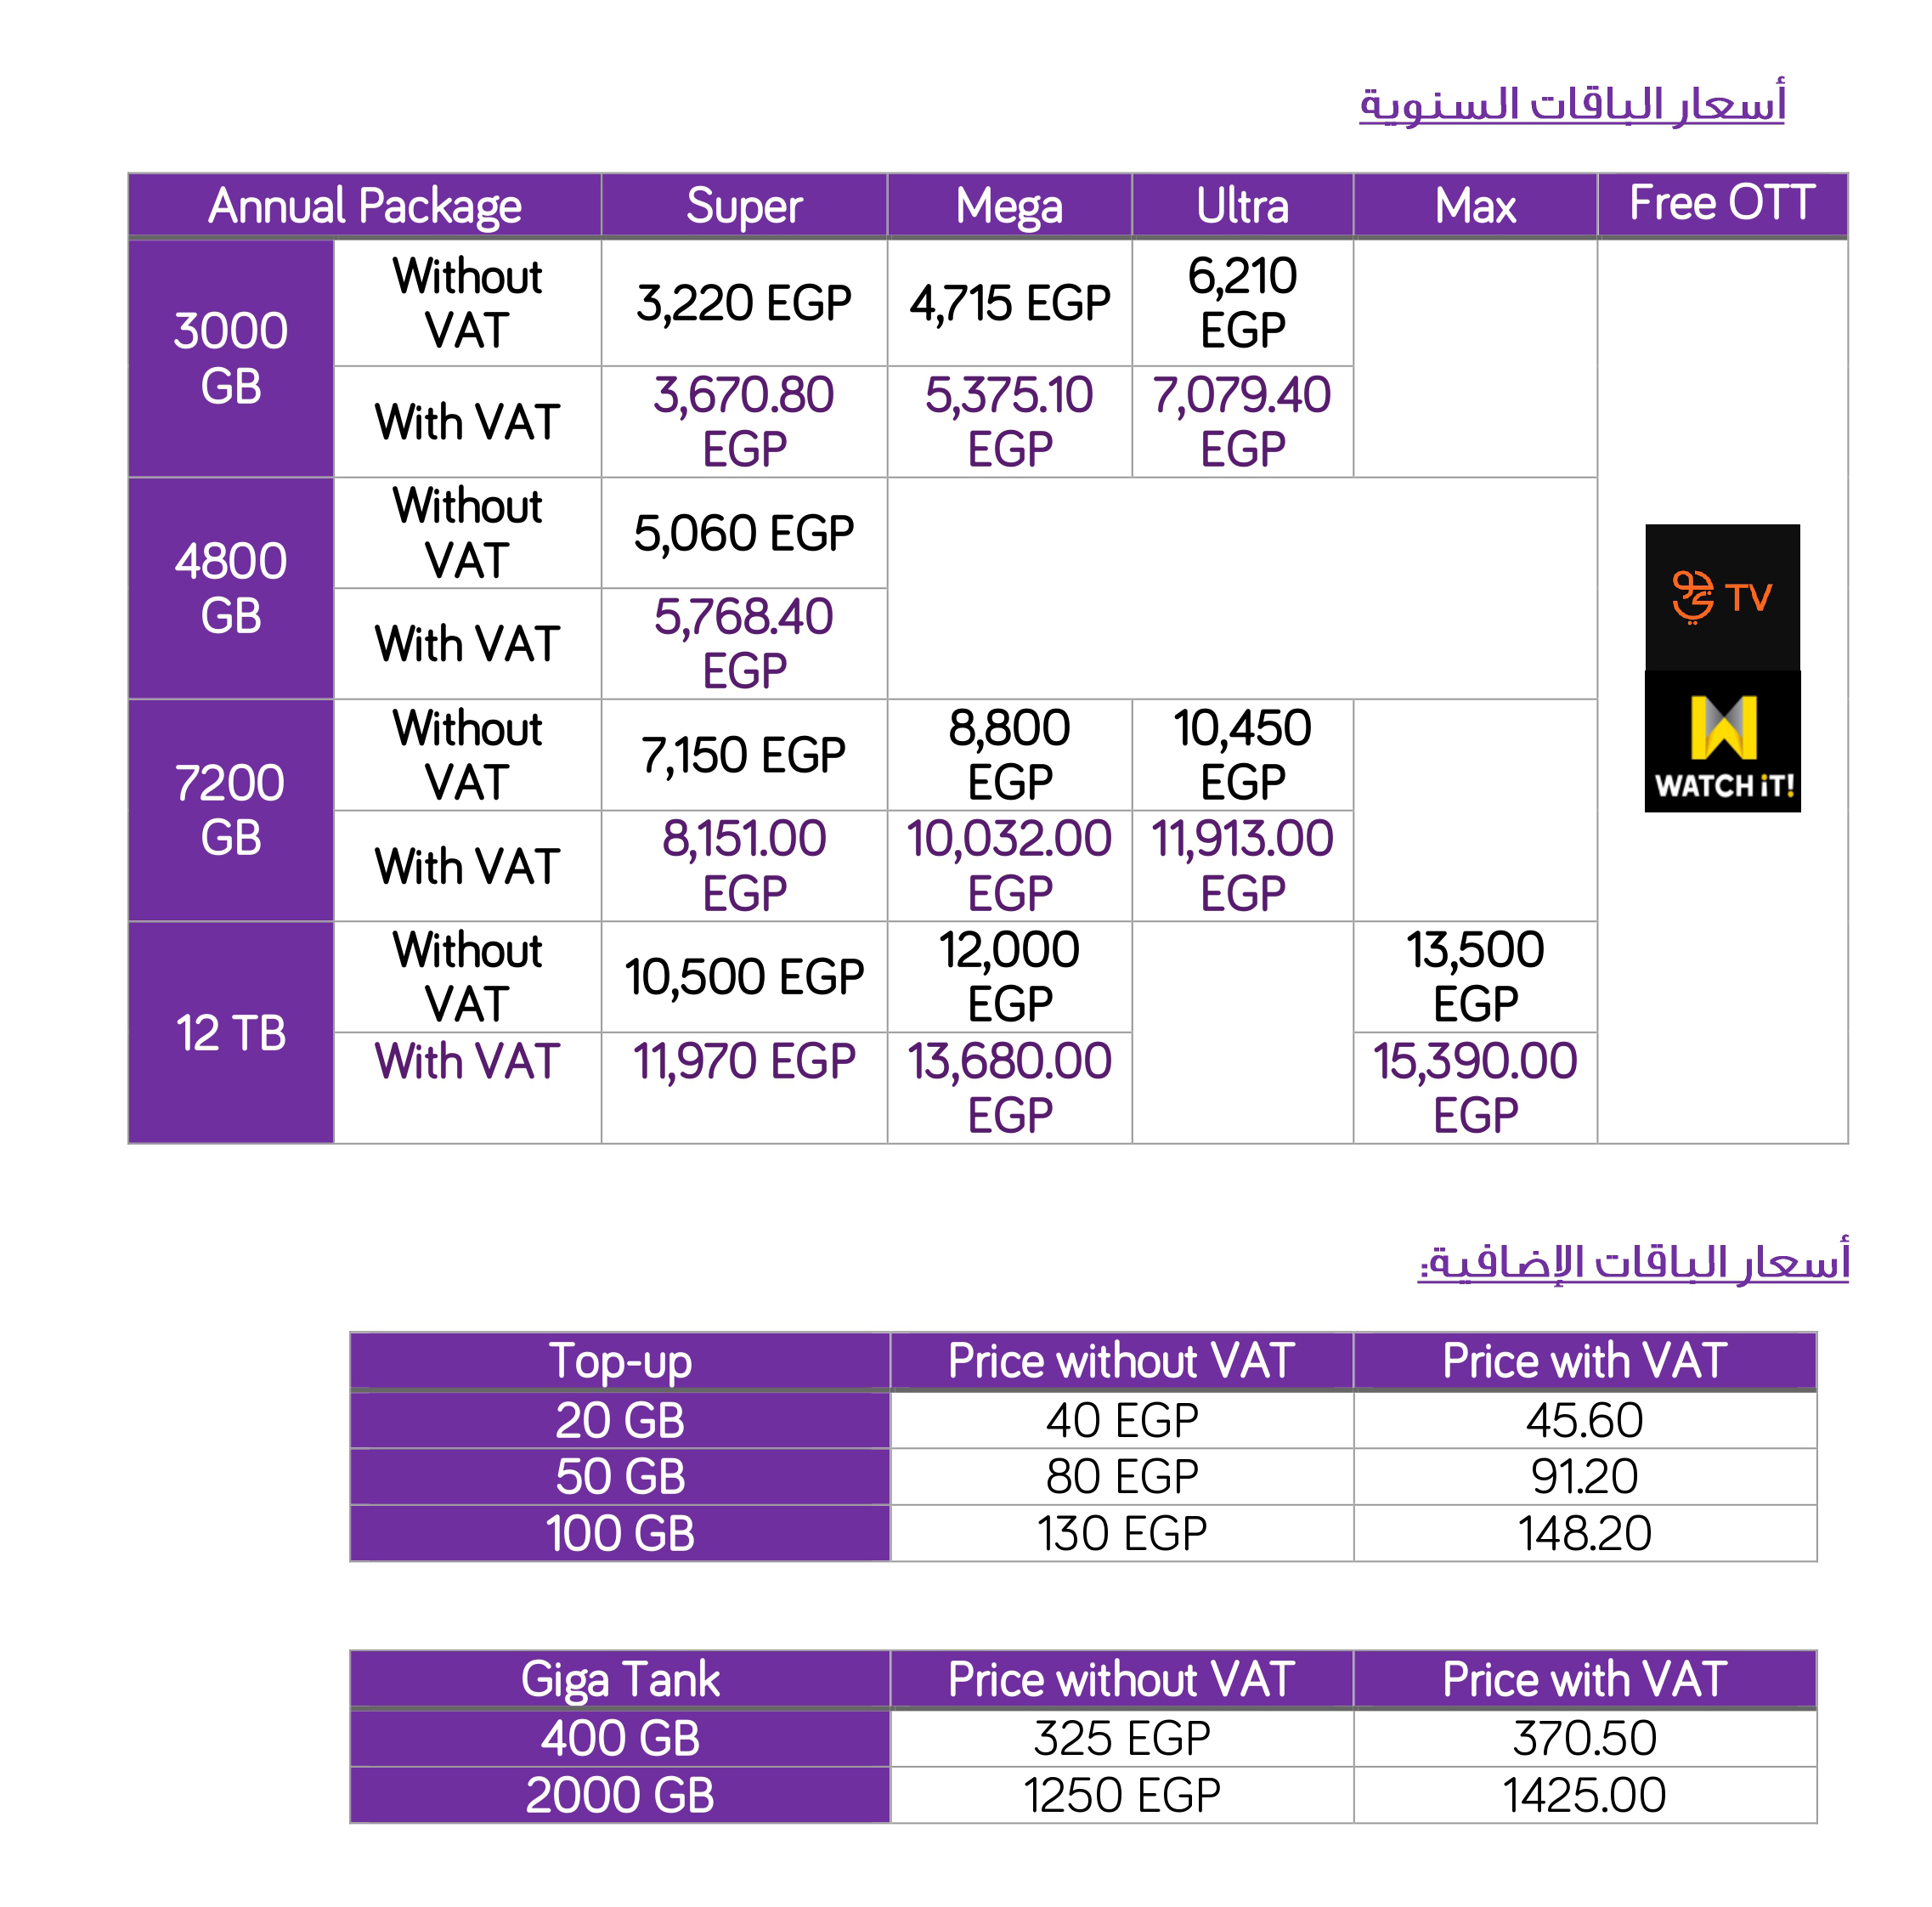 أسعار الباقات السنوية
Annual Package Super Mega Ultra Max Free OTT
3000 GB
Without VAT 3,220 EGP 4,715 EGP 6,210 EGP
With VAT 3,670.80 EGP 5,375.10 EGP 7,079.40 EGP
4800 GB
Without VAT 5,060 EGP
With VAT 5,768.40 EGP
TV
WATCH iT!
7200 GB
Without VAT 7,150 EGP 8,800 EGP 10,450 EGP
With VAT 8,151.00 EGP 10,032.00 EGP 11,913.00 EGP
12 TB
Without VAT 10,500 EGP 12,000 EGP 13,500 EGP
With VAT 11,970 EGP 13,680.00 EGP 15,390.00 EGP
أسعار الباقات الإضافية:
Top-up Price without VAT Price with VAT
20 GB 40 EGP 45.60
50 GB 80 EGP 91.20
100 GB 130 EGP 148.20
Giga Tank Price without VAT Price with VAT
400 GB 325 EGP 370.50
2000 GB 1250 EGP 1425.00